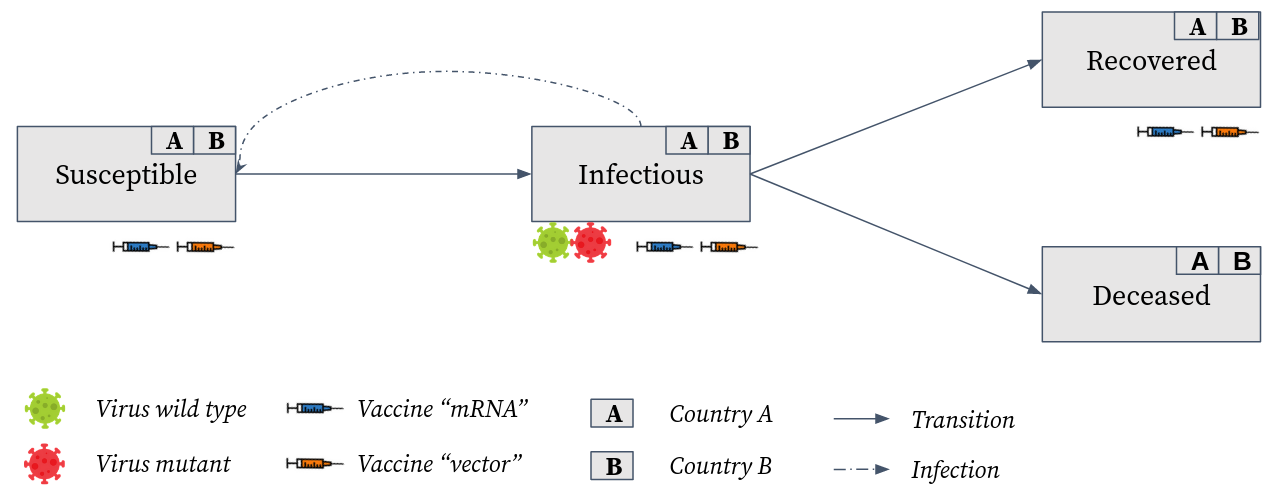 A B
Recovered
A B
Susceptible
A B
Infectious
A B
Deceased
Virus wild type
Vaccine “mRNA”
A
Country A
Transition
Virus mutant
Vaccine “vector”
B
Country B
Infection